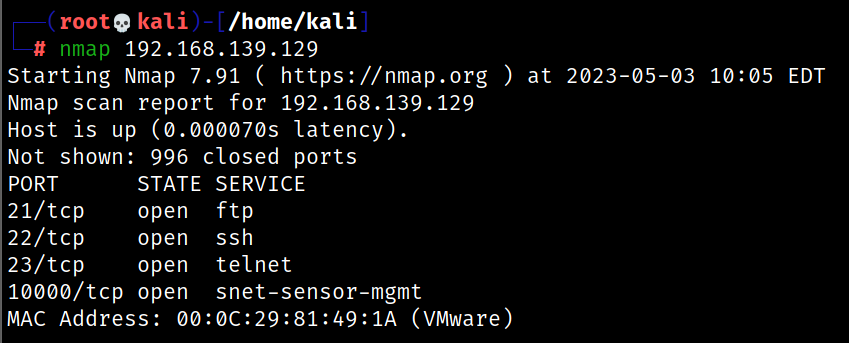 ┌──(root💀kali)-[/home/kali]
└─# nmap 192.168.139.129
Starting Nmap 7.91 ( https://nmap.org ) at 2023-05-03 10:05 EDT
Nmap scan report for 192.168.139.129
Host is up (0.000070s latency).
Not shown: 996 closed ports
PORT      STATE SERVICE
21/tcp    open  ftp
22/tcp    open  ssh
23/tcp    open  telnet
10000/tcp open  snet-sensor-mgmt
MAC Address: 00:0C:29:81:49:1A (VMware)